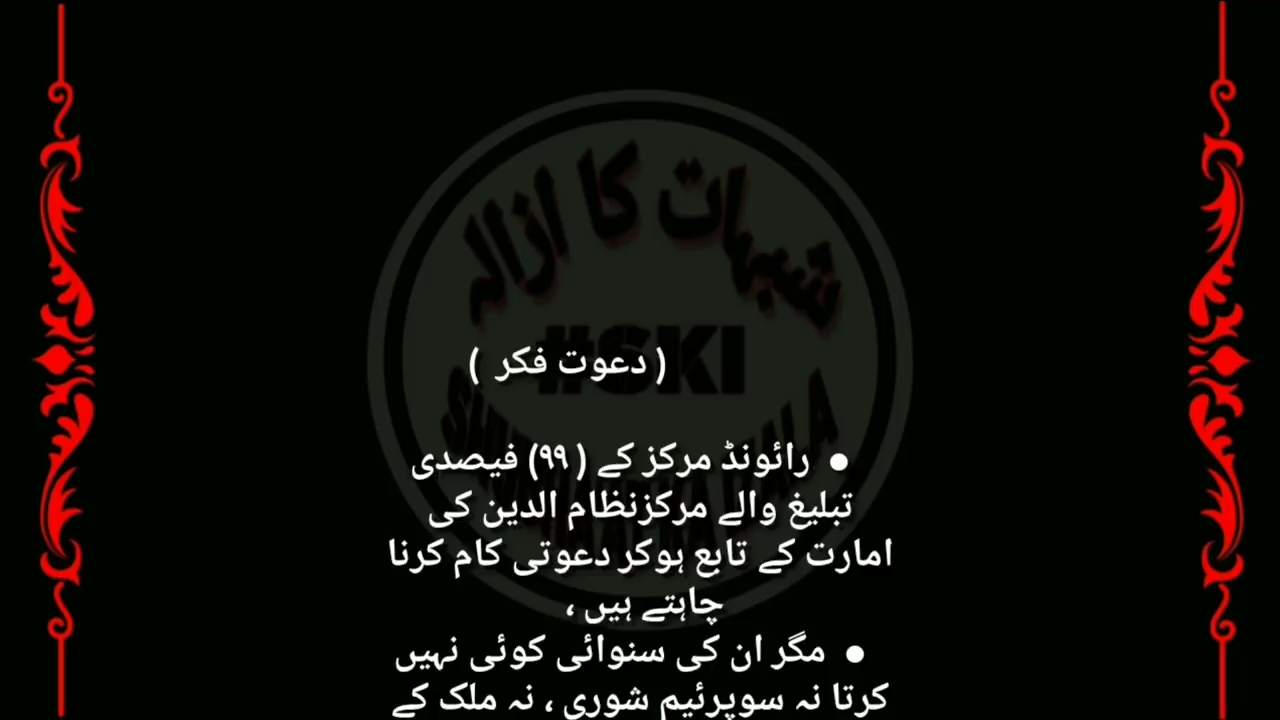 شبہات کا ازالہ
#SKI
( دعوت فکر )
● رائونڈ مرکز کے (۹۹) فیصدی
تبلیغ والے مرکزنظام الدین کی
امارت کے تابع ہوکر دعوتی کام کرنا
چاہتے ہیں ،
● مگر ان کی سنوائی کوئی نہیں
کرتا نہ سوپرئیم شوری ، نہ ملک کے